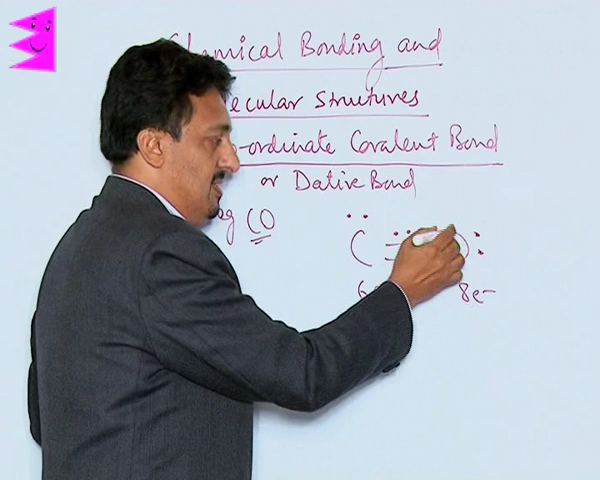 Chemical Bonding and
ecular Structures
-ordinate Covalent Bond
or Dative Bond
eg CO
C = O
6e 8e-